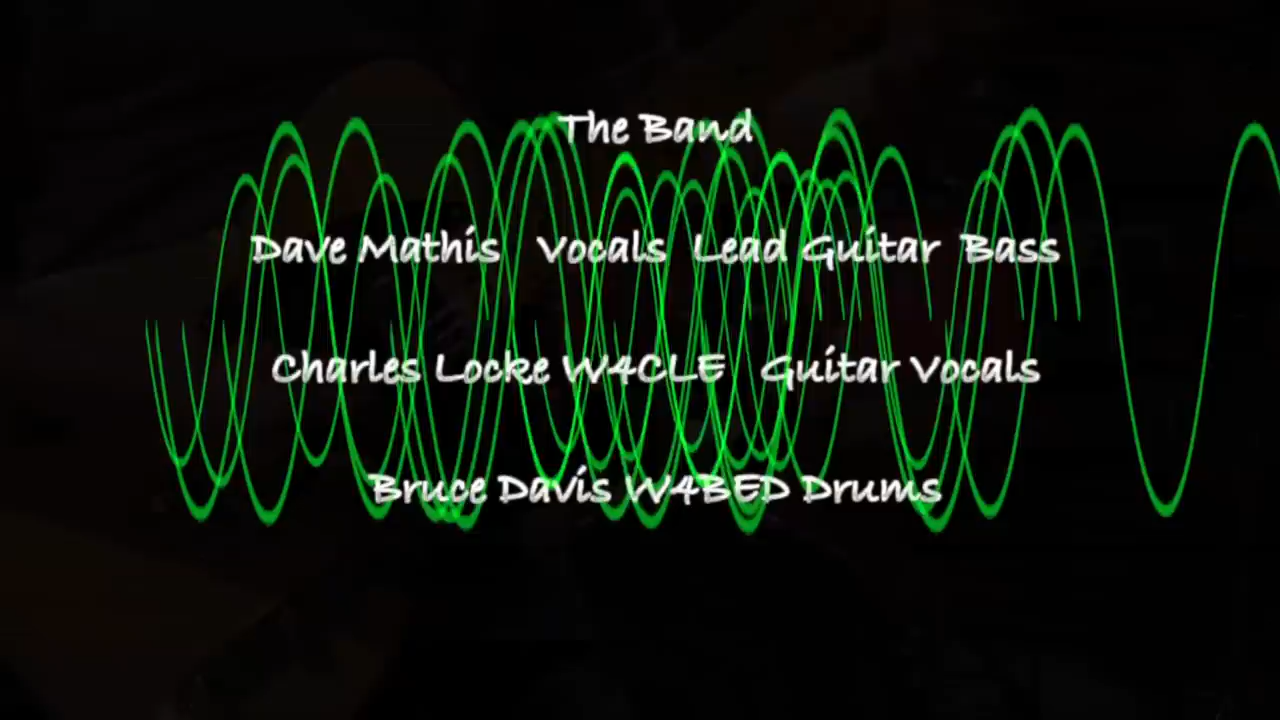 The Band
Dave Mathis Vocals Lead Guitar Bass
Charles Locke W4CLE Guitar Vocals
Bruce Davis W4BED Drums